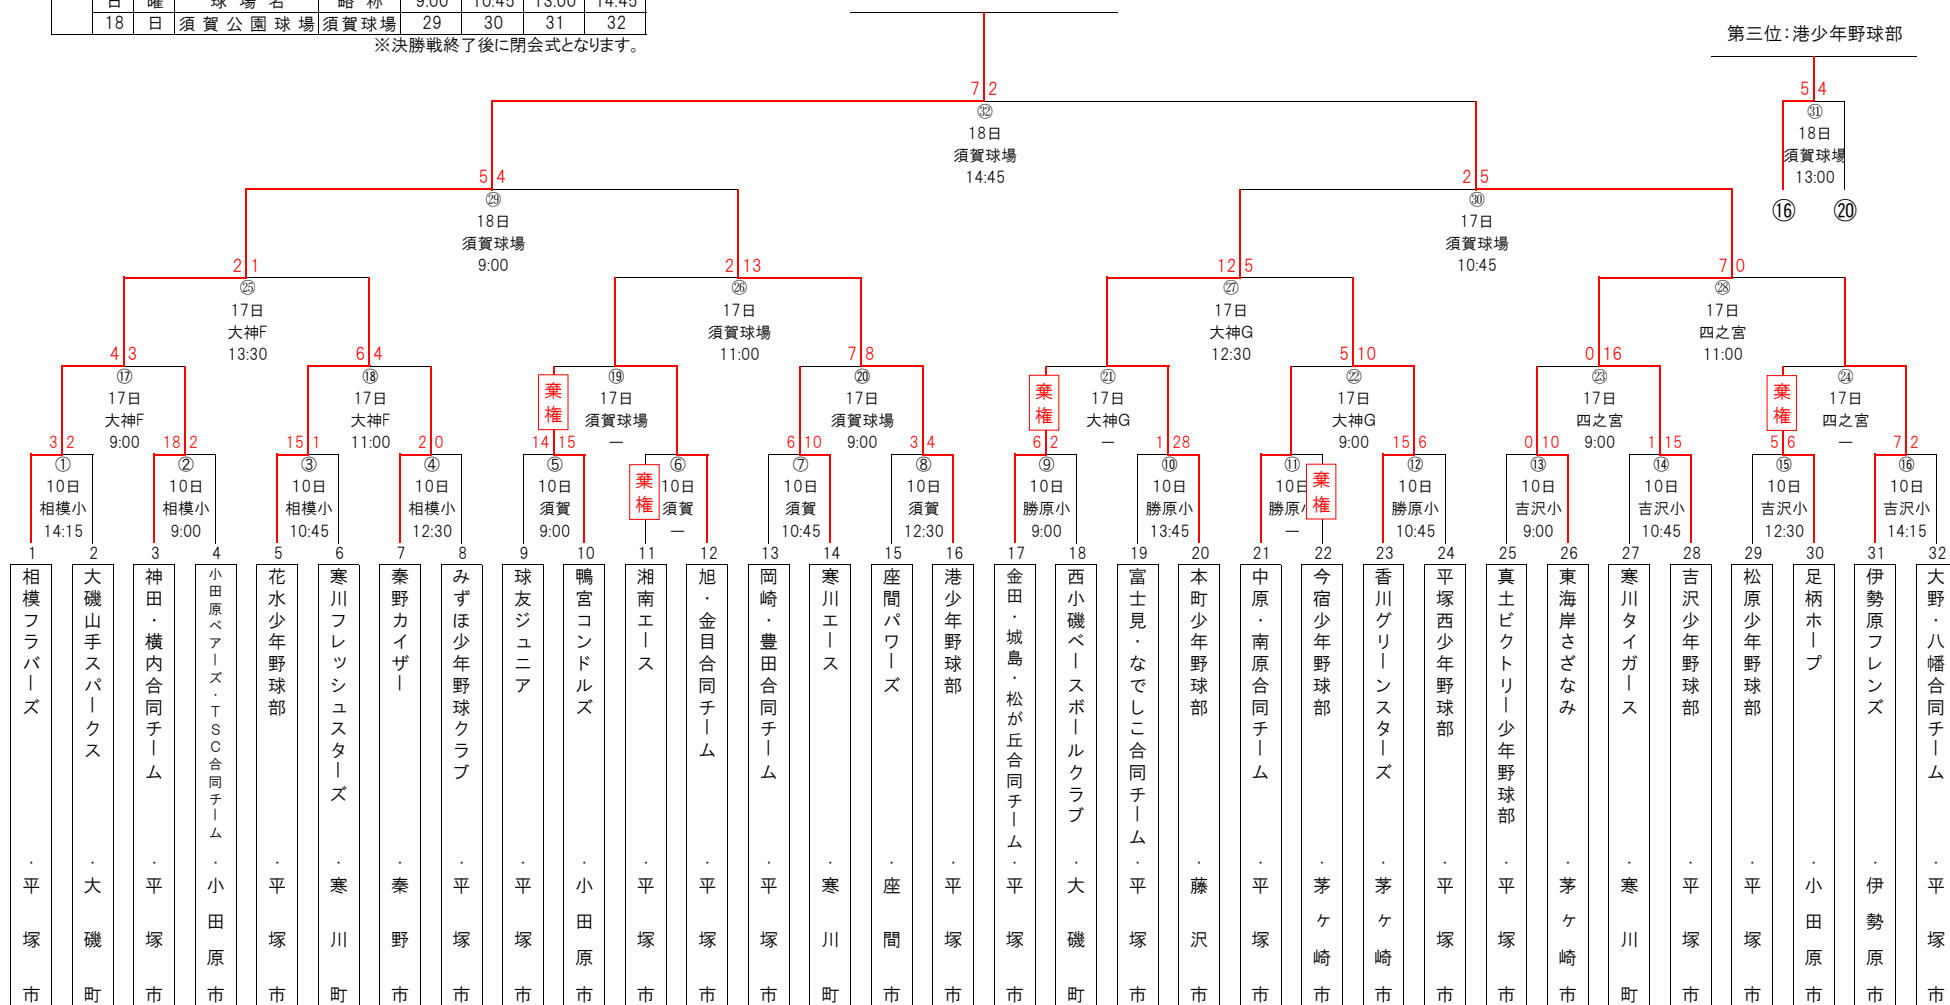 日 曜 球場名 略称 9:00 10:45 13:00 14:45
18 日 須賀公園球場 須賀球場 29 30 31 32
※決勝戦終了後に閉会式となります。
第三位：港少年野球部
7 2
㉜
18日
須賀球場
14:45
5 4
㉛
18日
須賀球場
13:00
⑯ ⑳
5 4
㉙
18日
須賀球場
9:00
2 5
㉚
17日
須賀球場
10:45
2 1
㉕
17日
大神F
13:30
2 13
㉖
17日
須賀球場
11:00
12 5
㉗
17日
大神G
12:30
7 0
㉘
17日
四之宮
11:00
4 3
⑰
17日
大神F
9:00
6 4
⑱
17日
大神F
11:00
棄権
⑲
17日
須賀球場
―
7 8
⑳
17日
須賀球場
9:00
棄権
㉑
17日
大神G
―
5 10
㉒
17日
大神G
9:00
0 16
㉓
17日
四之宮
9:00
棄権
㉔
17日
四之宮
―
3 2
①
10日
相模小
14:15
18 2
②
10日
相模小
9:00
15 1
③
10日
相模小
10:45
2 0
④
10日
相模小
12:30
14 15
⑤
10日
須賀
9:00
棄権
⑥
10日
須賀
―
6 10
⑦
10日
須賀
10:45
3 4
⑧
10日
須賀
12:30
6 2
⑨
10日
勝原小
9:00
1 28
⑩
10日
勝原小
13:45
⑪
10日
勝原小
―
棄権
15 6
⑫
10日
勝原小
10:45
0 10
⑬
10日
吉沢小
9:00
1 15
⑭
10日
吉沢小
10:45
5 6
⑮
10日
吉沢小
12:30
7 2
⑯
10日
吉沢小
14:15
1 相模フラバーズ ・平塚市
2 大磯山手スパークス ・大磯町
3 神田・横内合同チーム ・平塚市
4 小田原ベアーズ・TSC合同チーム ・小田原市
5 花水少年野球部 ・平塚市
6 寒川フレッシュスターズ ・寒川町
7 秦野カイザー ・秦野市
8 みずほ少年野球クラブ ・平塚市
9 球友ジュニア ・平塚市
10 鴨宮コンドルズ ・小田原市
11 湘南エース ・平塚市
12 旭・金目合同チーム ・平塚市
13 岡崎・豊田合同チーム ・平塚市
14 寒川エース ・寒川町
15 座間パワーズ ・座間市
16 港少年野球部 ・平塚市
17 金田・城島・松が丘合同チーム ・平塚市
18 西小磯ベースボールクラブ ・大磯町
19 富士見・なでしこ合同チーム ・平塚市
20 本町少年野球部 ・藤沢市
21 中原・南原合同チーム ・平塚市
22 今宿少年野球部 ・茅ヶ崎市
23 香川グリーンスターズ ・茅ヶ崎市
24 平塚西少年野球部 ・平塚市
25 真土ビクトリー少年野球部 ・平塚市
26 東海岸さざなみ ・茅ヶ崎市
27 寒川タイガース ・寒川町
28 吉沢少年野球部 ・平塚市
29 松原少年野球部 ・平塚市
30 足柄ホープ ・小田原市
31 伊勢原フレンズ ・伊勢原市
32 大野・八幡合同チーム ・平塚市